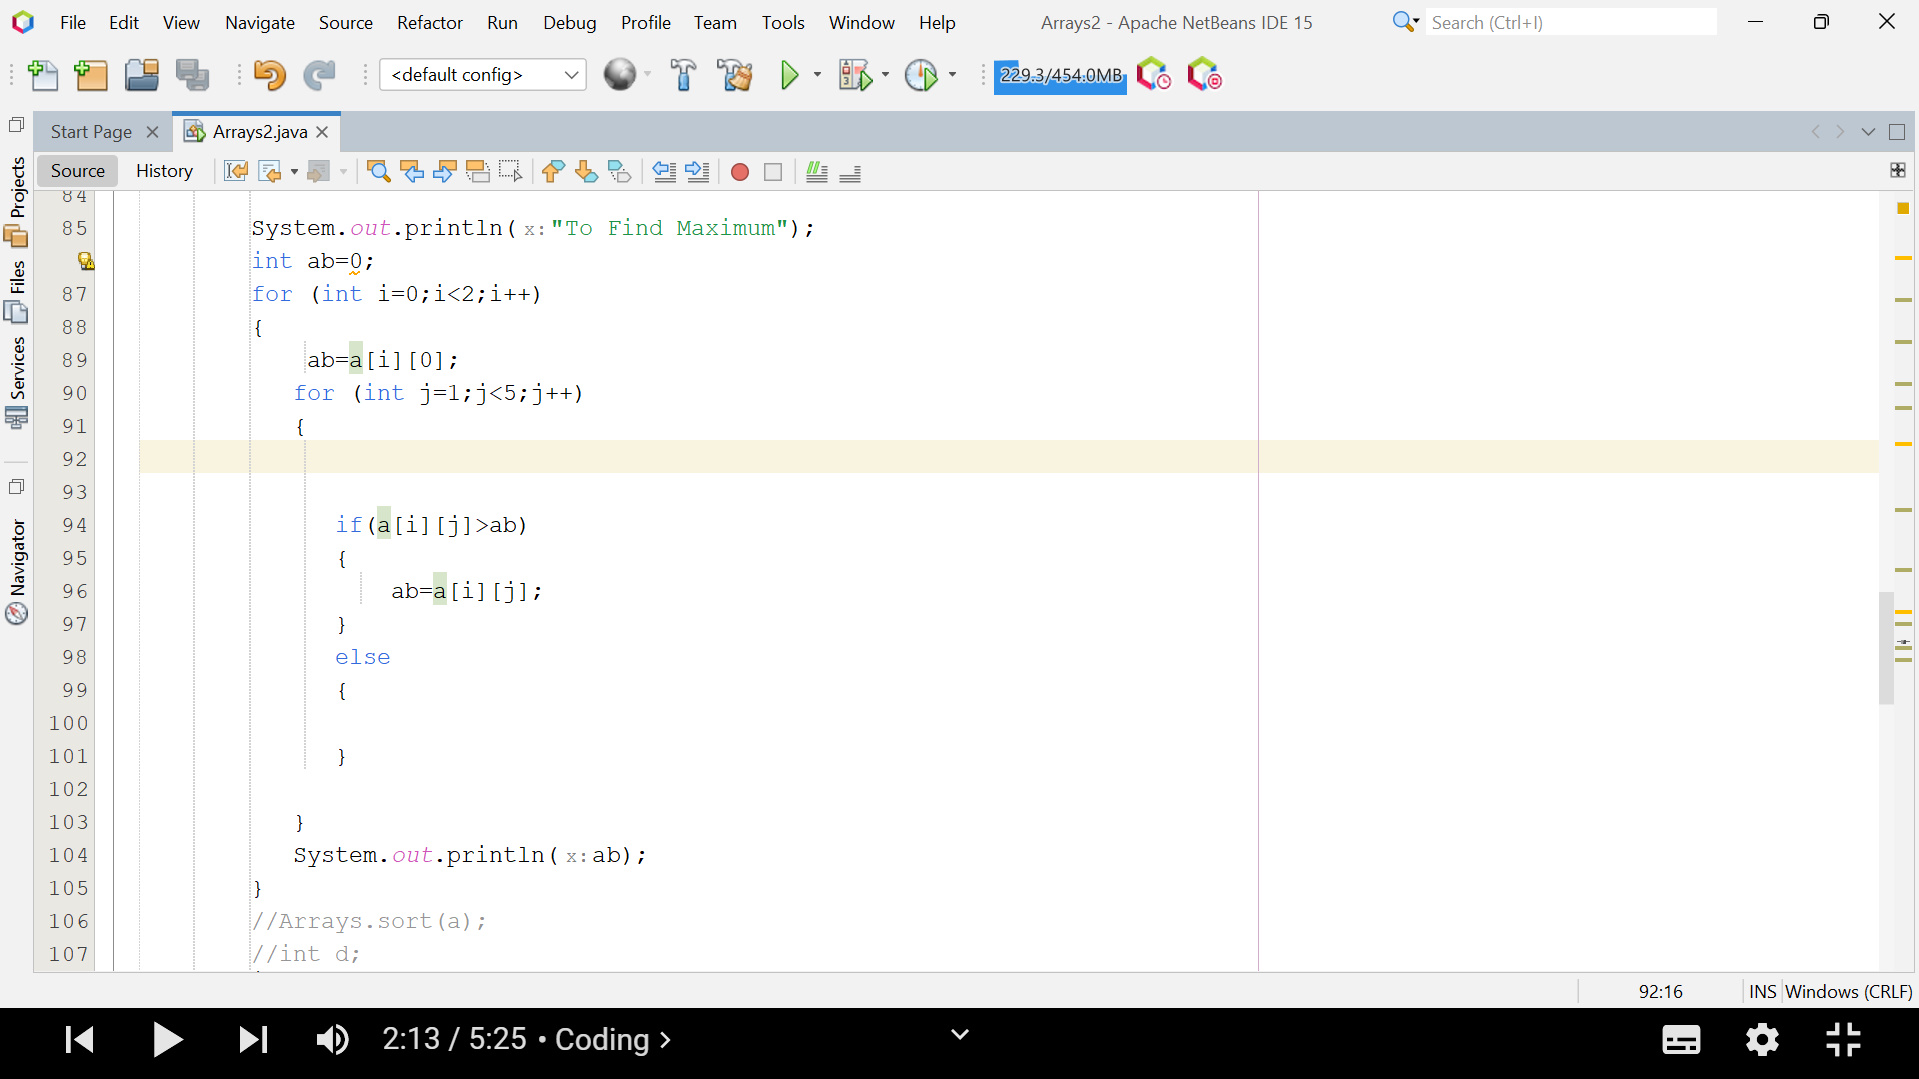 File Edit View Navigate Source Refactor Run Debug Profile Team Tools Window Help Arrays2 - Apache NetBeans IDE 15 Search (Ctrl+I)
<default config> 229.3/454.0MB
Start Page Arrays2.java
Source History
Projects
Files
Services
Navigator
84
85 System.out.println( x: "To Find Maximum");
int ab=0;
87 for (int i=0;i<2;i++)
88 {
89 ab=a[i][0];
90 for (int j=1;j<5;j++)
91 {
92
93
94 if(a[i][j]>ab)
95 {
96 ab=a[i][j];
97 }
98 else
99 {
100
101 }
102
103 }
104 System.out.println( x: ab);
105 }
106 //Arrays.sort(a);
107 //int d;
92:16 INS Windows (CRLF)
2:13 / 5:25 • Coding >